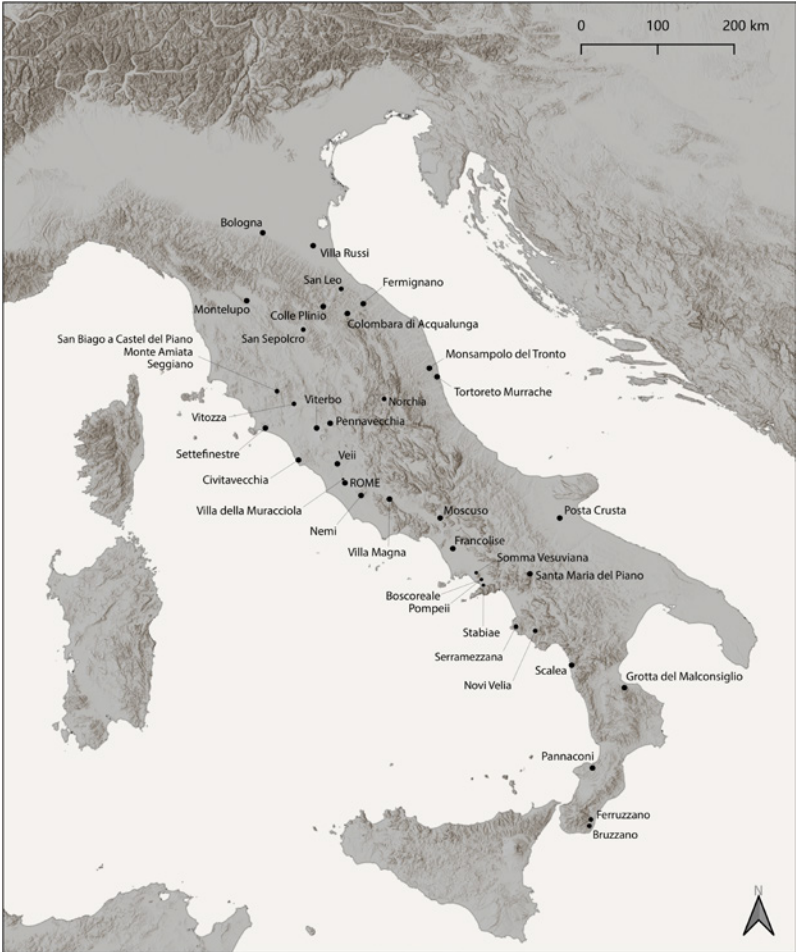 0 100 200 km
Bologna
Villa Russi
San Leo
Fermignano
Montelupo
Colle Plinio
Colombara di Acqualunga
San Sepolcro
San Biago a Castel del Piano
Monte Amiata
Seggiano
Monsampolo del Tronto
Tortoreto Murrache
Viterbo
Norchia
Vitozza
Pennavecchia
Settefinestre
Veii
Civitavecchia
ROME
Villa della Muracciola
Nemi
Moscuso
Posta Crusta
Villa Magna
Francolise
Somma Vesuviana
Santa Maria del Piano
Boscoreale
Pompeii
Stabiae
Serramezzana
Novi Velia
Scalea
Grotta del Malconsiglio
Pannaconi
Ferruzzano
Bruzzano
N